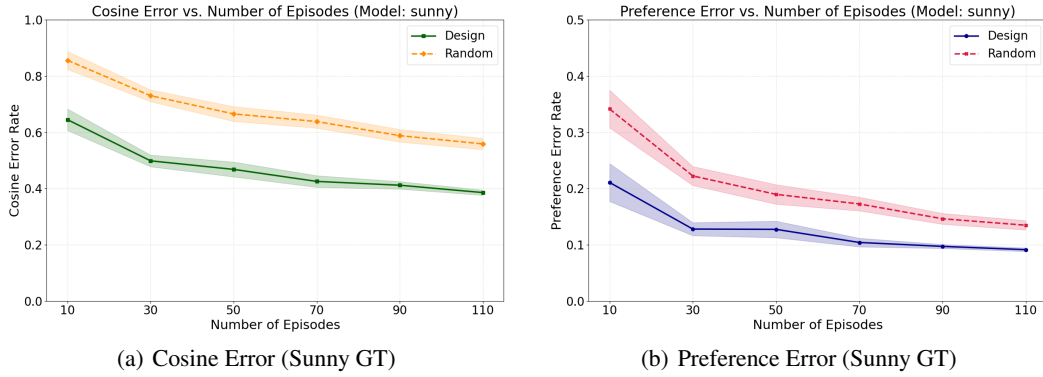 Cosine Error vs. Number of Episodes (Model: sunny)
Design
Random
Cosine Error Rate
1.0
0.8
0.6
0.4
0.2
0.0
10 30 50 70 90 110
Number of Episodes
(a) Cosine Error (Sunny GT)
Preference Error vs. Number of Episodes (Model: sunny)
Design
Random
Preference Error Rate
0.5
0.4
0.3
0.2
0.1
0.0
10 30 50 70 90 110
Number of Episodes
(b) Preference Error (Sunny GT)